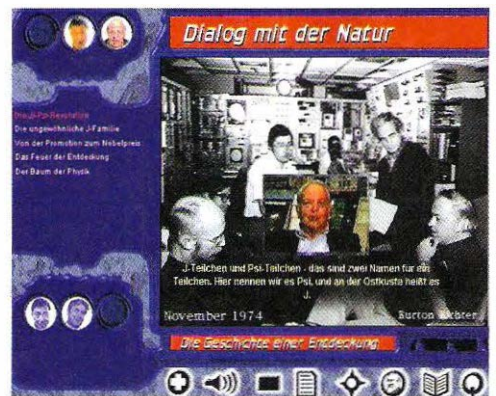 Dialog mit der Natur
Die J-Psi-Revolution
Die ungewöhnliche J-Familie
Von der Promotion zum Nobelpreis
Das Feuer der Entdeckung
Der Baum der Physik
J-Teilchen und Psi-Teilchen - das sind zwei Namen für ein
Teilchen. Hier nennen wir es Psi, und an der Ostküste heißt es
J.
November 1974
Burton Richter
Die Geschichte einer Entdeckung